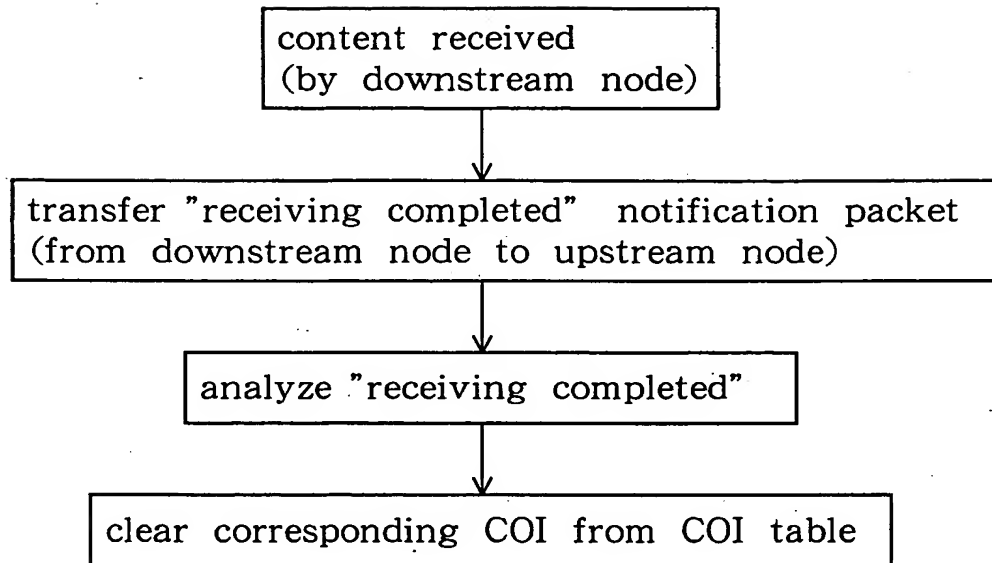 content received
(by downstream node)
transfer "receiving completed" notification packet
(from downstream node to upstream node)
analyze "receiving completed"
clear corresponding COI from COI table